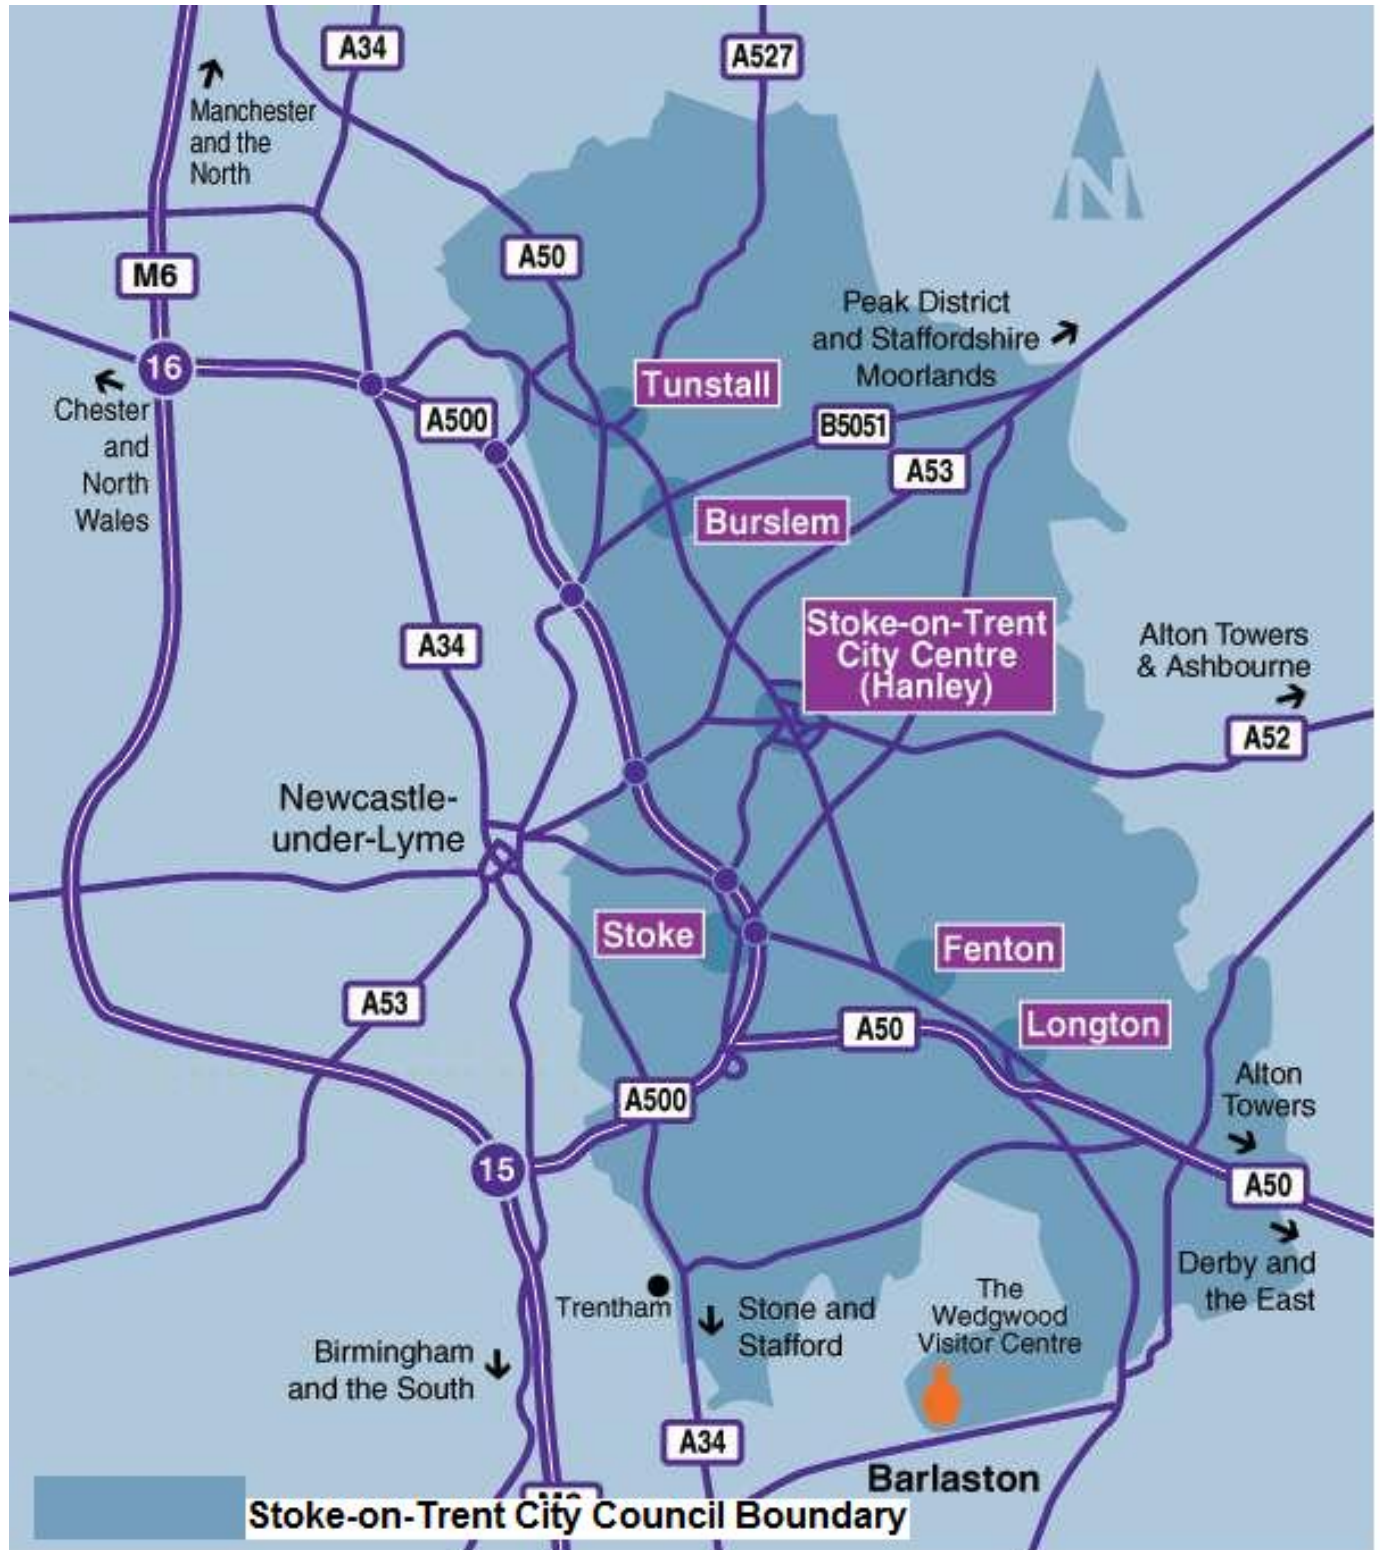 A34
A527
Manchester
and the
North
A50
M6
Peak District
and Staffordshire
Moorlands
16
Tunstall
Chester
and
North
Wales
A500
B5051
A53
Burslem
Stoke-on-Trent
City Centre
(Hanley)
A34
Alton Towers
& Ashbourne
A52
Newcastle-
under-Lyme
Stoke
Fenton
A53
A50
Longton
A500
Alton
Towers
15
A50
Derby and
the East
Trentham
Stone and
Stafford
The
Wedgwood
Visitor Centre
Birmingham
and the South
A34
Barlaston
Stoke-on-Trent City Council Boundary
N